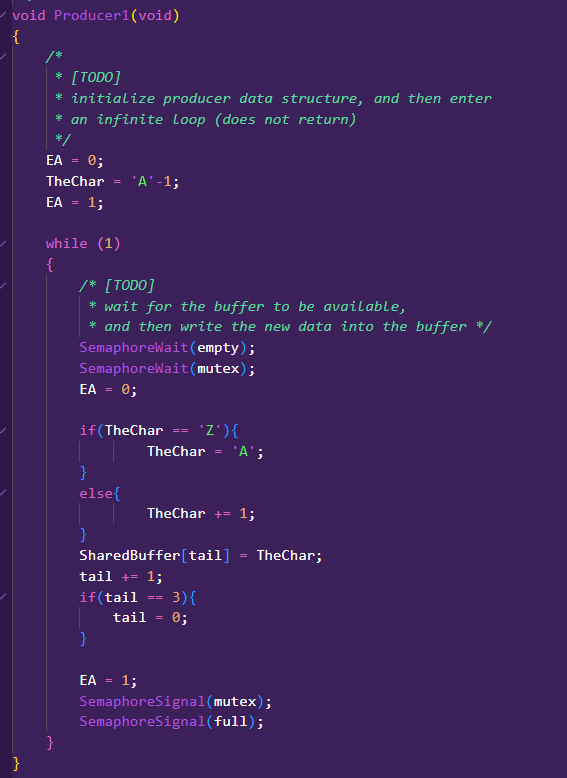 void Producer1(void)
{
    /*
     * [TODO]
     * initialize producer data structure, and then enter
     * an infinite loop (does not return)
     */
    EA = 0;
    TheChar = 'A'-1;
    EA = 1;

    while (1)
    {
        /* [TODO]
         * wait for the buffer to be available,
         * and then write the new data into the buffer */
        SemaphoreWait(empty);
        SemaphoreWait(mutex);
        EA = 0;

        if(TheChar == 'Z'){
                TheChar = 'A';
        }
        else{
                TheChar += 1;
        }
        SharedBuffer[tail] = TheChar;
        tail += 1;
        if(tail == 3){
            tail = 0;
        }

        EA = 1;
        SemaphoreSignal(mutex);
        SemaphoreSignal(full);
    }
}